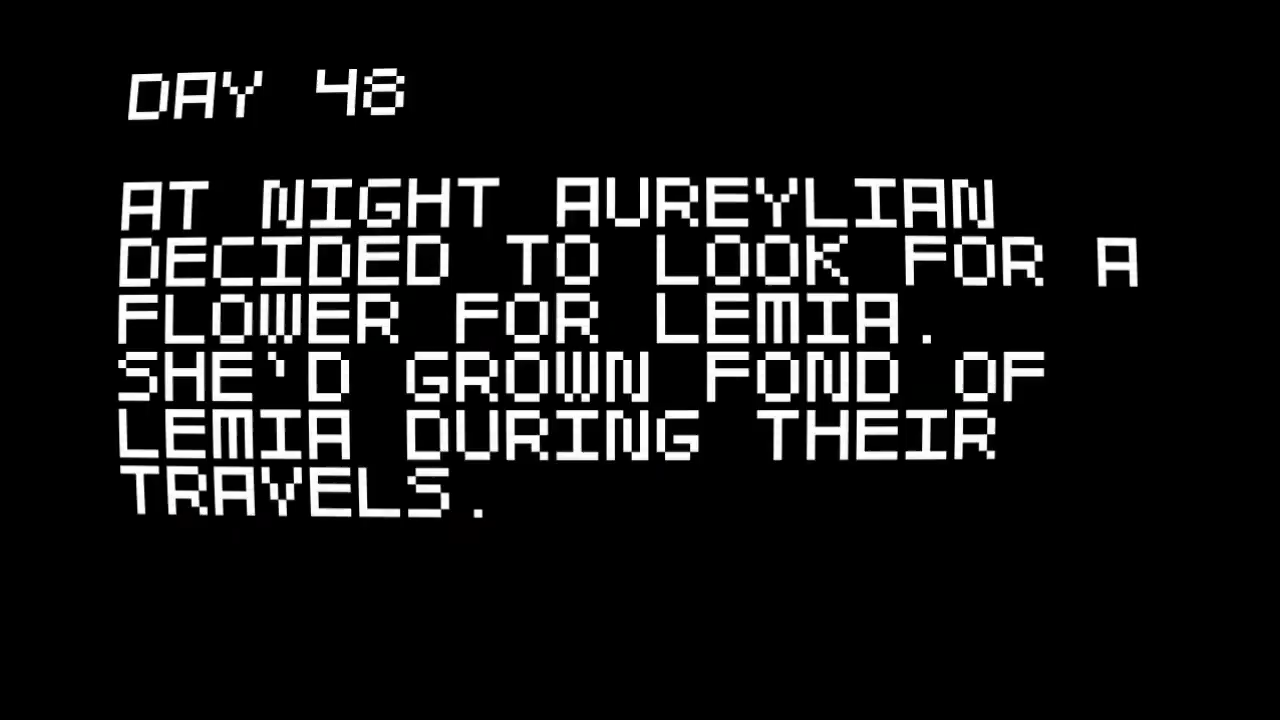 DAY 48
AT NIGHT AUREYLIAN
DECIDED TO LOOK FOR A
FLOWER FOR LEMIA.
SHE'D GROWN FOND OF
LEMIA DURING THEIR
TRAVELS.